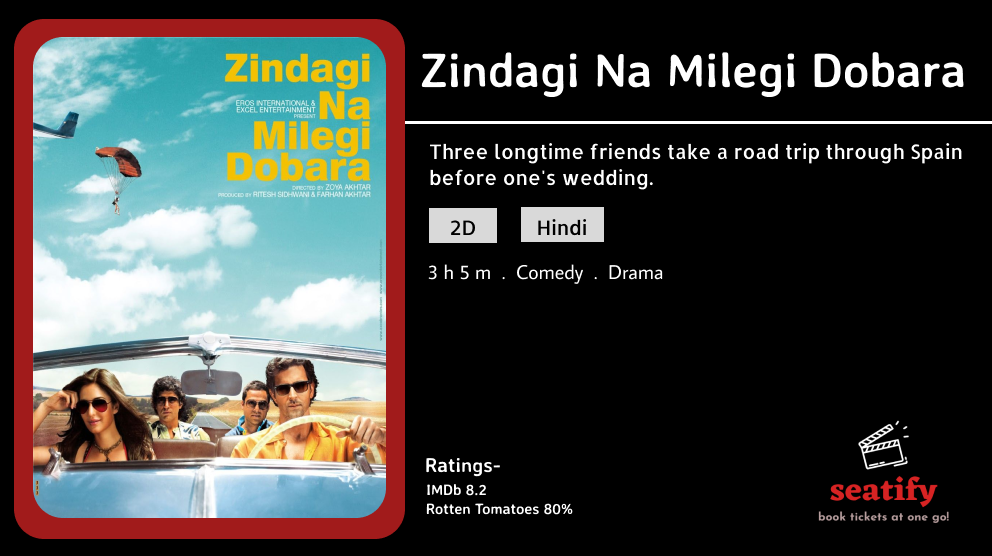 Zindagi
EROS INTERNATIONAL &
EXCEL ENTERTAINMENT
PRESENT
Na
Milegi
Dobara
DIRECTED BY ZOYA AKHTAR
PRODUCED BY RITESH SIDHWANI & FARHAN AKHTAR
Zindagi Na Milegi Dobara
Three longtime friends take a road trip through Spain
before one's wedding.
2D Hindi
3 h 5 m . Comedy . Drama
Ratings-
IMDb 8.2
Rotten Tomatoes 80%
seatify
book tickets at one go!